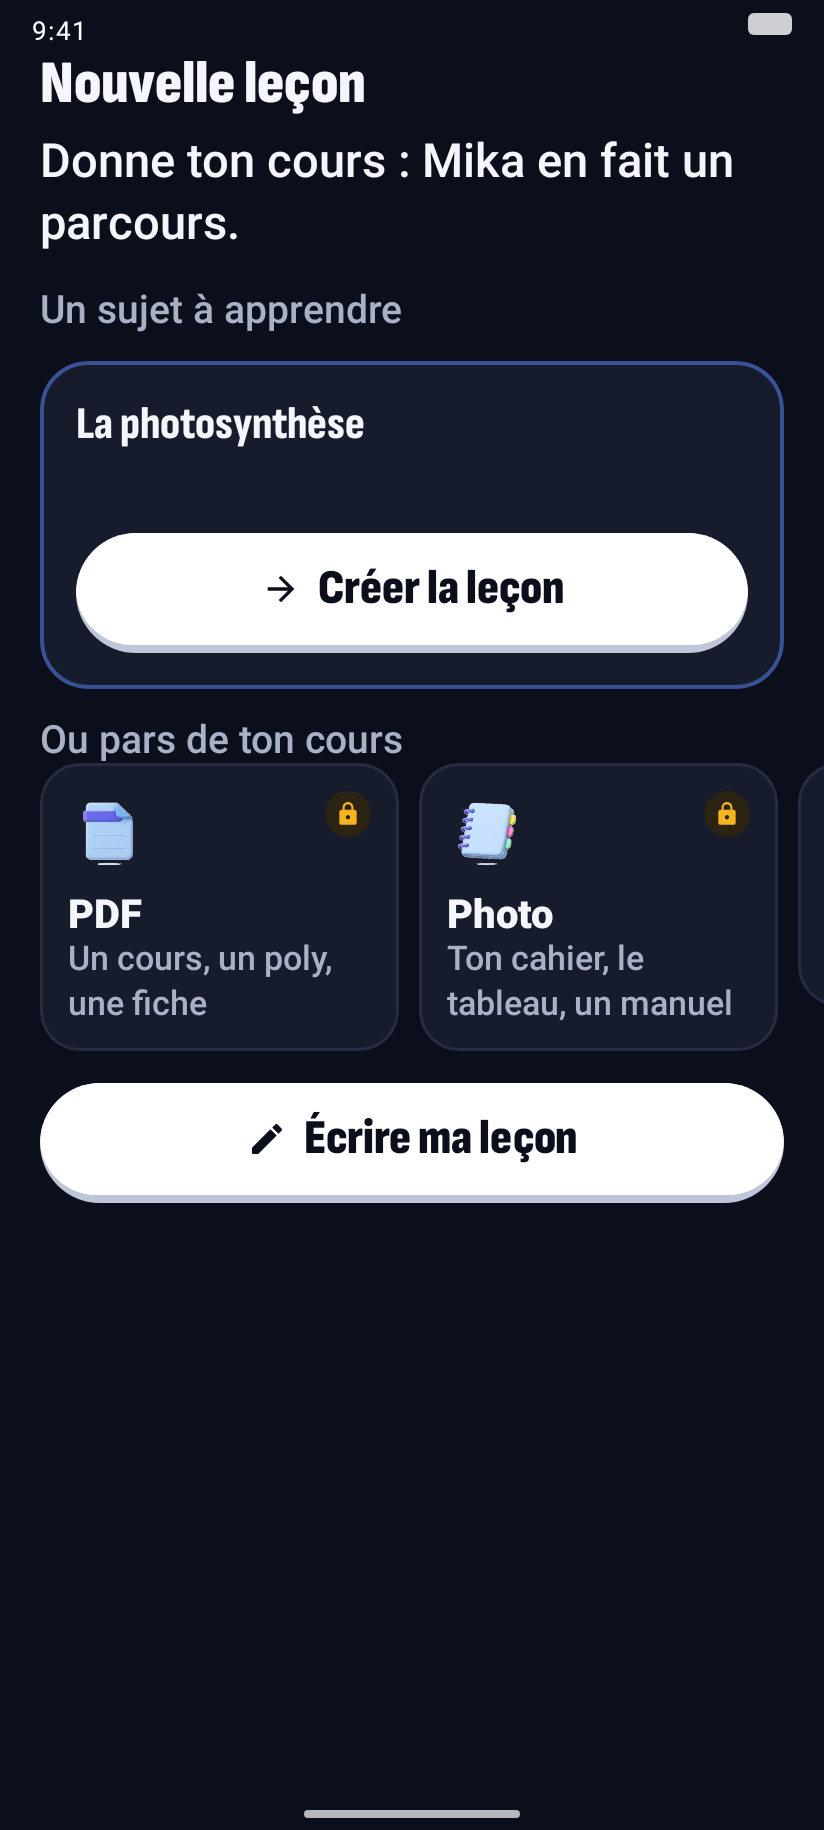 9:41
Nouvelle leçon
Donne ton cours : Mika en fait un
parcours.
Un sujet à apprendre
La photosynthèse
Créer la leçon
Ou pars de ton cours
PDF
Un cours, un poly,
une fiche
Photo
Ton cahier, le
tableau, un manuel
Écrire ma leçon